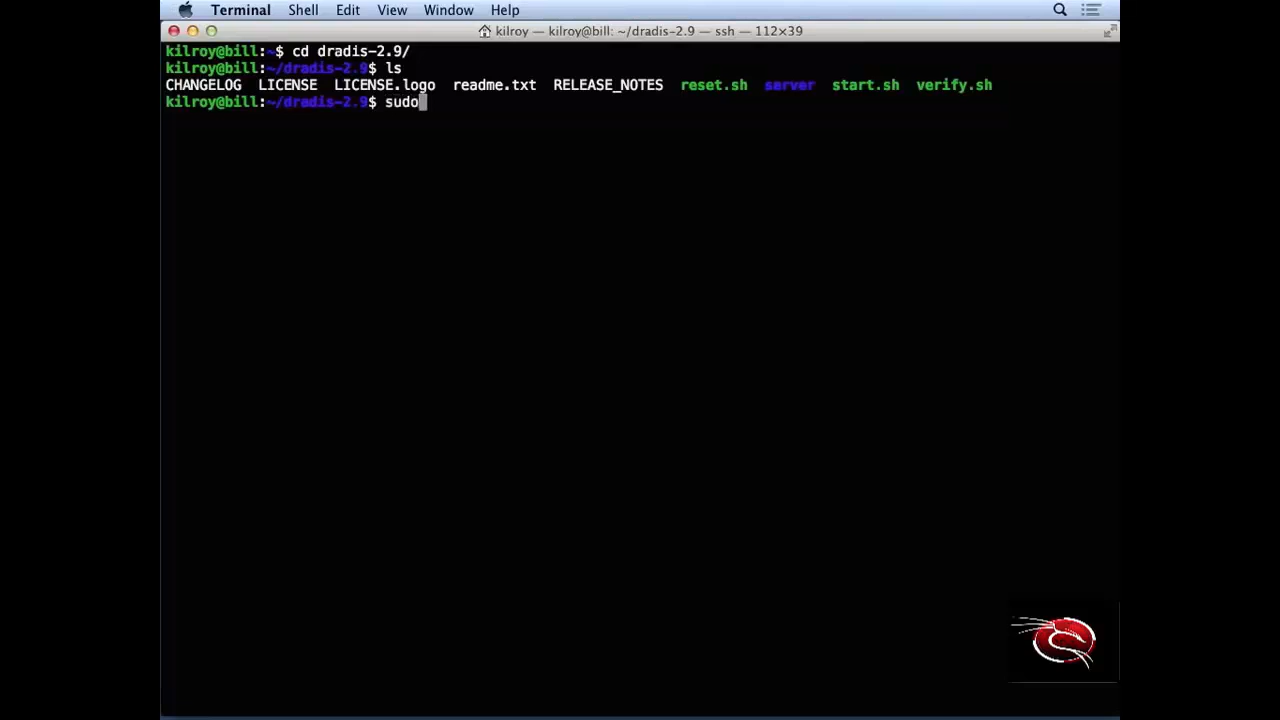 Terminal Shell Edit View Window Help
kilroy — kilroy@bill: ~/dradis-2.9 — ssh — 112×39
kilroy@bill:~$ cd dradis-2.9/
kilroy@bill:~/dradis-2.9$ ls
CHANGELOG LICENSE LICENSE.logo readme.txt RELEASE_NOTES reset.sh server start.sh verify.sh
kilroy@bill:~/dradis-2.9$ sudo